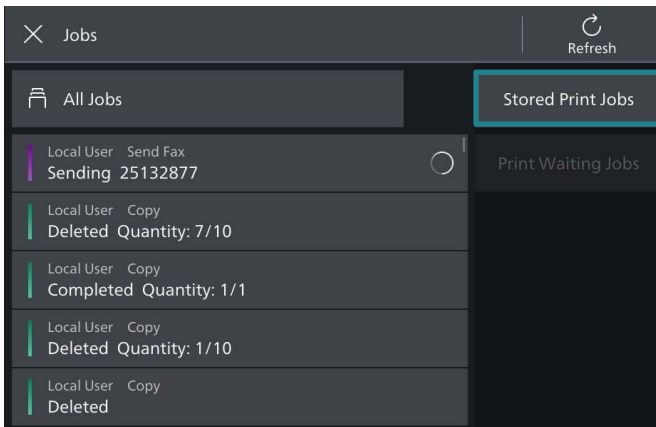 Jobs
Refresh
All Jobs
Stored Print Jobs
Local User Send Fax
Sending 25132877
Print Waiting Jobs
Local User Copy
Deleted Quantity: 7/10
Local User Copy
Completed Quantity: 1/1
Local User Copy
Deleted Quantity: 1/10
Local User Copy
Deleted